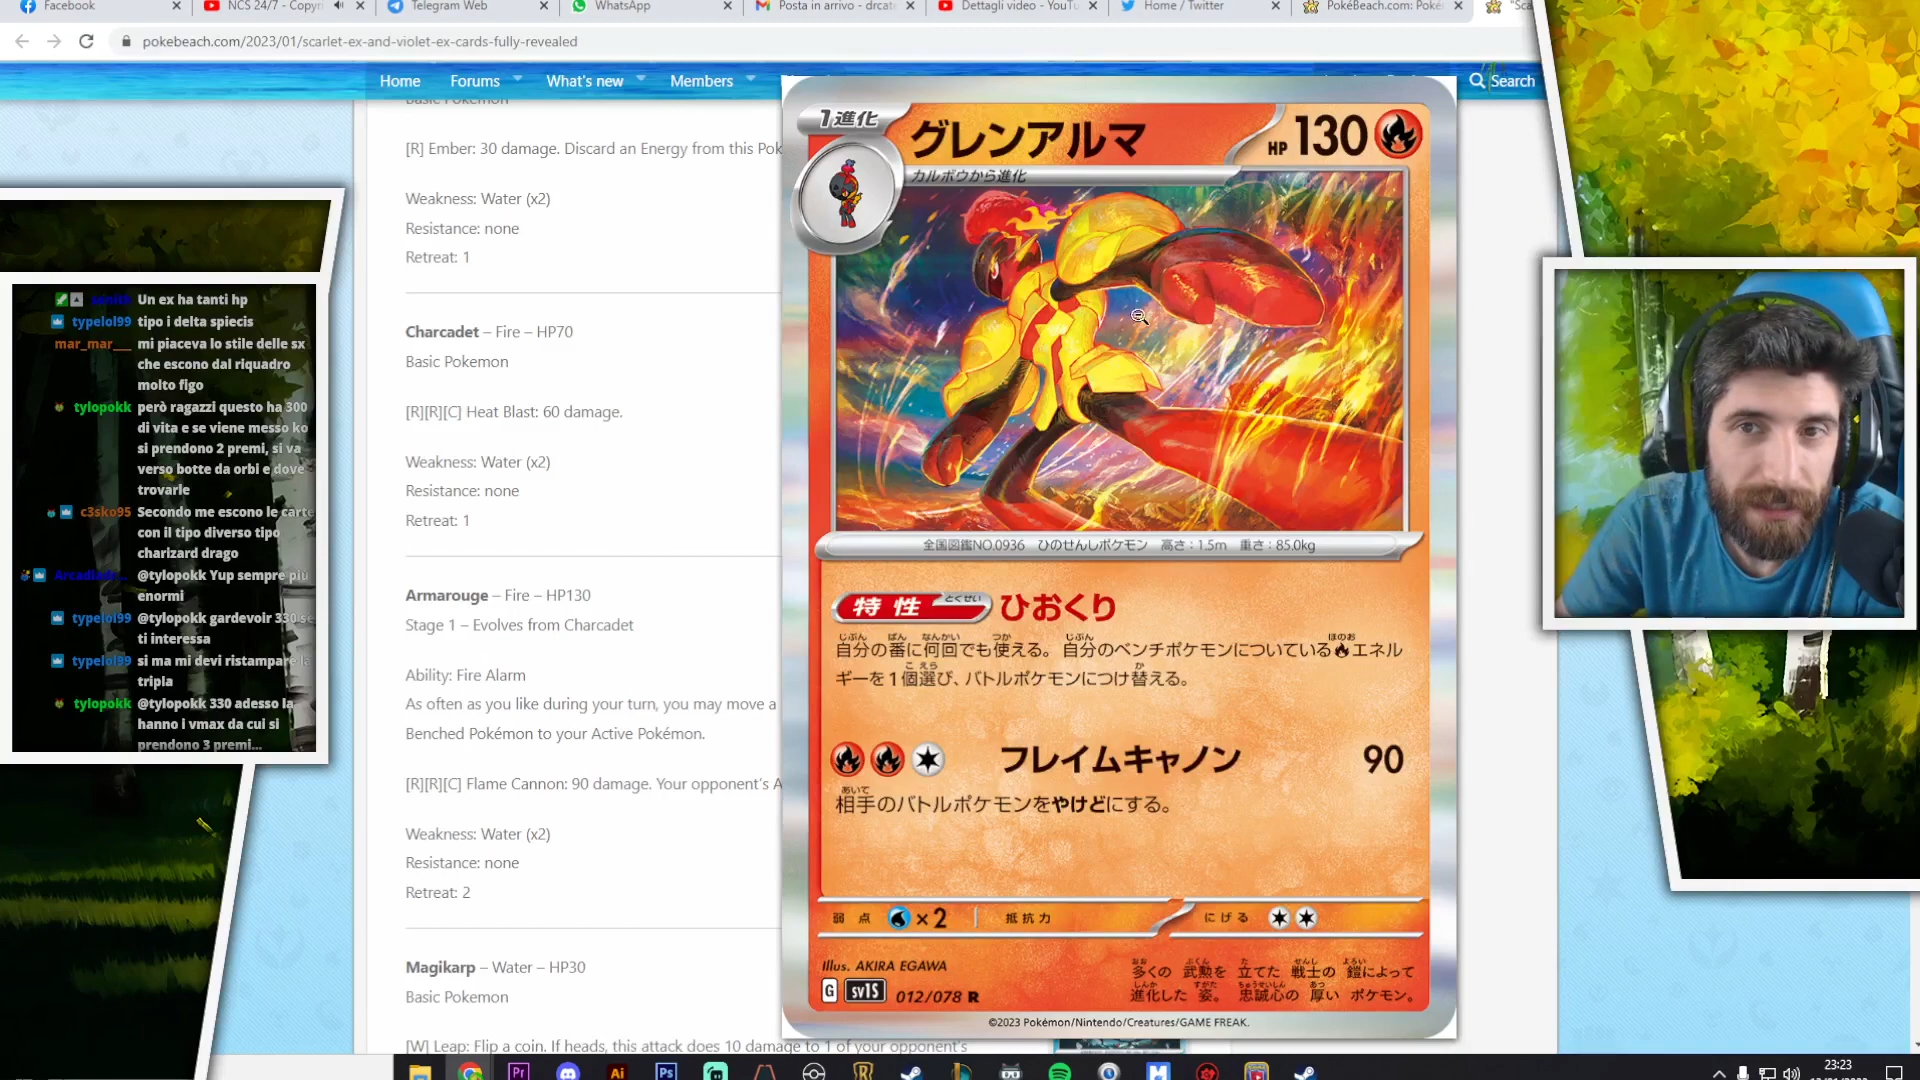 Facebook
NCS 24/7 - Copyri
Telegram Web
WhatsApp
Posta in arrivo - drcate
Dettagli video - YouTu
Home / Twitter
PokéBeach.com: Poké
"Sca
pokebeach.com/2023/01/scarlet-ex-and-violet-ex-cards-fully-revealed
Home
Forums
What's new
Members
Search
[R] Ember: 30 damage. Discard an Energy from this Pok
Weakness: Water (x2)
Resistance: none
Retreat: 1
Charcadet – Fire – HP70
Basic Pokemon
[R][R][C] Heat Blast: 60 damage.
Weakness: Water (x2)
Resistance: none
Retreat: 1
Armarouge – Fire – HP130
Stage 1 – Evolves from Charcadet
Ability: Fire Alarm
As often as you like during your turn, you may move a
Benched Pokémon to your Active Pokémon.
[R][R][C] Flame Cannon: 90 damage. Your opponent's A
Weakness: Water (x2)
Resistance: none
Retreat: 2
Magikarp – Water – HP30
Basic Pokemon
[W] Leap: Flip a coin. If heads, this attack does 10 damage to 1 of your opponent's
Un ex ha tanti hp
typelol99 tipo i delta spiecis
mar_mar___ mi piaceva lo stile delle sx
che escono dal riquadro
molto figo
tylopokk però ragazzi questo ha 300
di vita e se viene messo ko
si prendono 2 premi, si va
verso botte da orbi e dove
trovarle
c3sko95 Secondo me escono le carte
con il tipo diverso tipo
charizard drago
@tylopokk Yup sempre più
enormi
typelol99 @tylopokk gardevoir 330 se
ti interessa
typelol99 si ma mi devi ristampare la
tripla
tylopokk @tylopokk 330 adesso la
hanno i vmax da cui si
prendono 3 premi...
1進化
グレンアルマ
HP 130
カルボウから進化
全国図鑑NO.0936 ひのせんしポケモン 高さ:1.5m 重さ:85.0kg
特性 とくせい ひおくり
自分の番に何回でも使える。自分のベンチポケモンについている エネル
ギーを1個選び、バトルポケモンにつけ替える。
フレイムキャノン 90
相手のバトルポケモンをやけどにする。
弱点 ×2 抵抗力 にげる
Illus. AKIRA EGAWA
G sv1S 012/078 R
多くの 武勲を 立てた 戦士の 鎧によって
進化した 姿。 忠誠心の 厚い ポケモン。
©2023 Pokémon/Nintendo/Creatures/GAME FREAK.
Pr
Ai
Ps
23:23